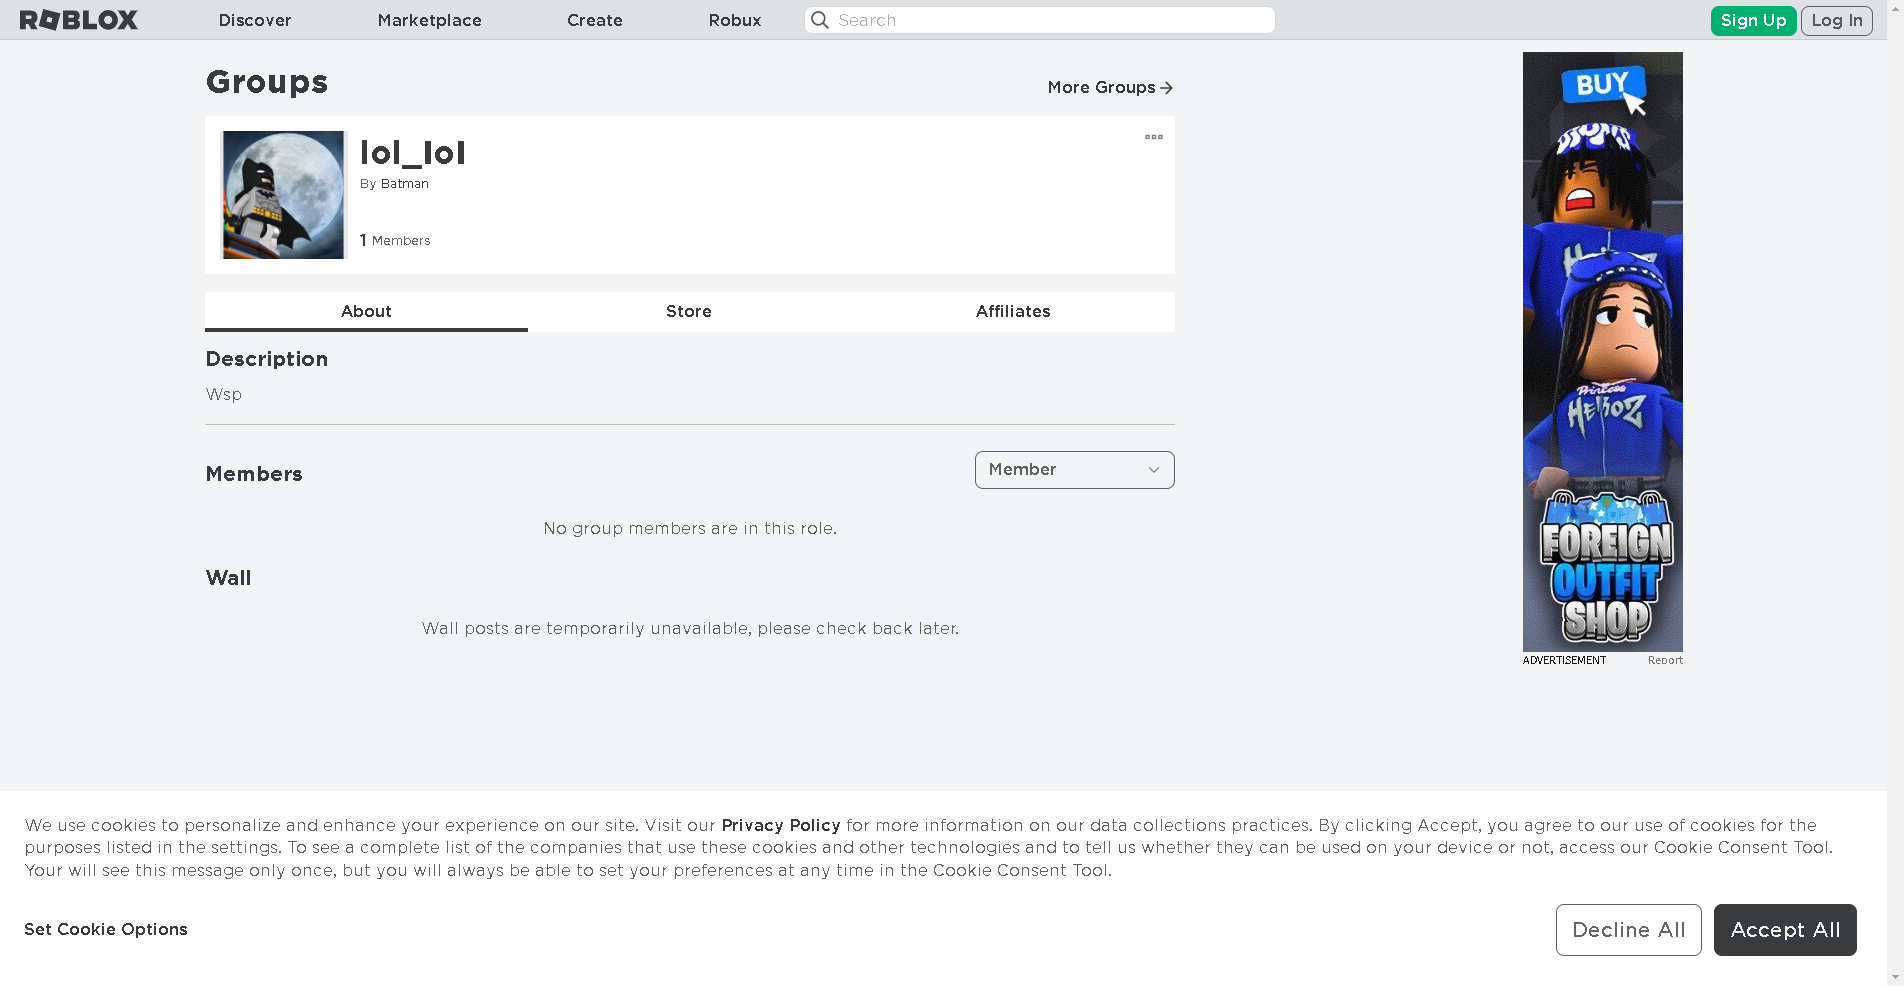 ROBLOX
Discover
Marketplace
Create
Robux
Search
Sign Up
Log In
Groups
More Groups
lol_lol
By Batman
1 Members
About
Store
Affiliates
Description
Wsp
Members
Member
No group members are in this role.
Wall
Wall posts are temporarily unavailable, please check back later.
BUY
Princess
HEROZ
FOREIGN
OUTFIT
SHOP
ADVERTISEMENT
Report
We use cookies to personalize and enhance your experience on our site. Visit our Privacy Policy for more information on our data collections practices. By clicking Accept, you agree to our use of cookies for the
purposes listed in the settings. To see a complete list of the companies that use these cookies and other technologies and to tell us whether they can be used on your device or not, access our Cookie Consent Tool.
Your will see this message only once, but you will always be able to set your preferences at any time in the Cookie Consent Tool.
Set Cookie Options
Decline All
Accept All